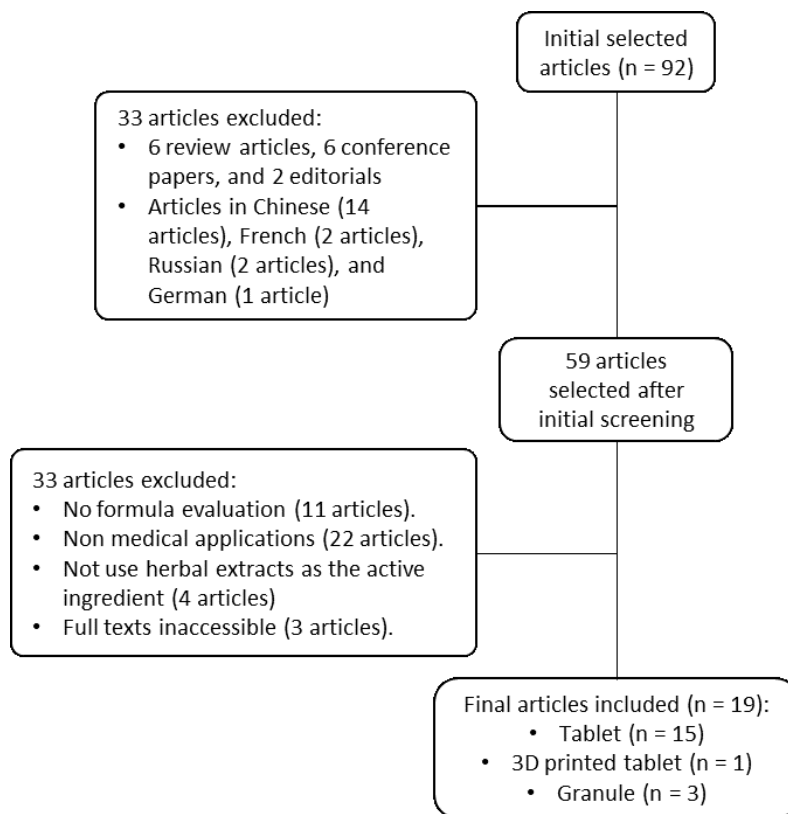 Initial selected
articles (n = 92)
33 articles excluded:
• 6 review articles, 6 conference
papers, and 2 editorials
• Articles in Chinese (14
articles), French (2 articles),
Russian (2 articles), and
German (1 article)
59 articles
selected after
initial screening
33 articles excluded:
• No formula evaluation (11 articles).
• Non medical applications (22 articles).
• Not use herbal extracts as the active
ingredient (4 articles)
• Full texts inaccessible (3 articles).
Final articles included (n = 19):
• Tablet (n = 15)
• 3D printed tablet (n = 1)
• Granule (n = 3)